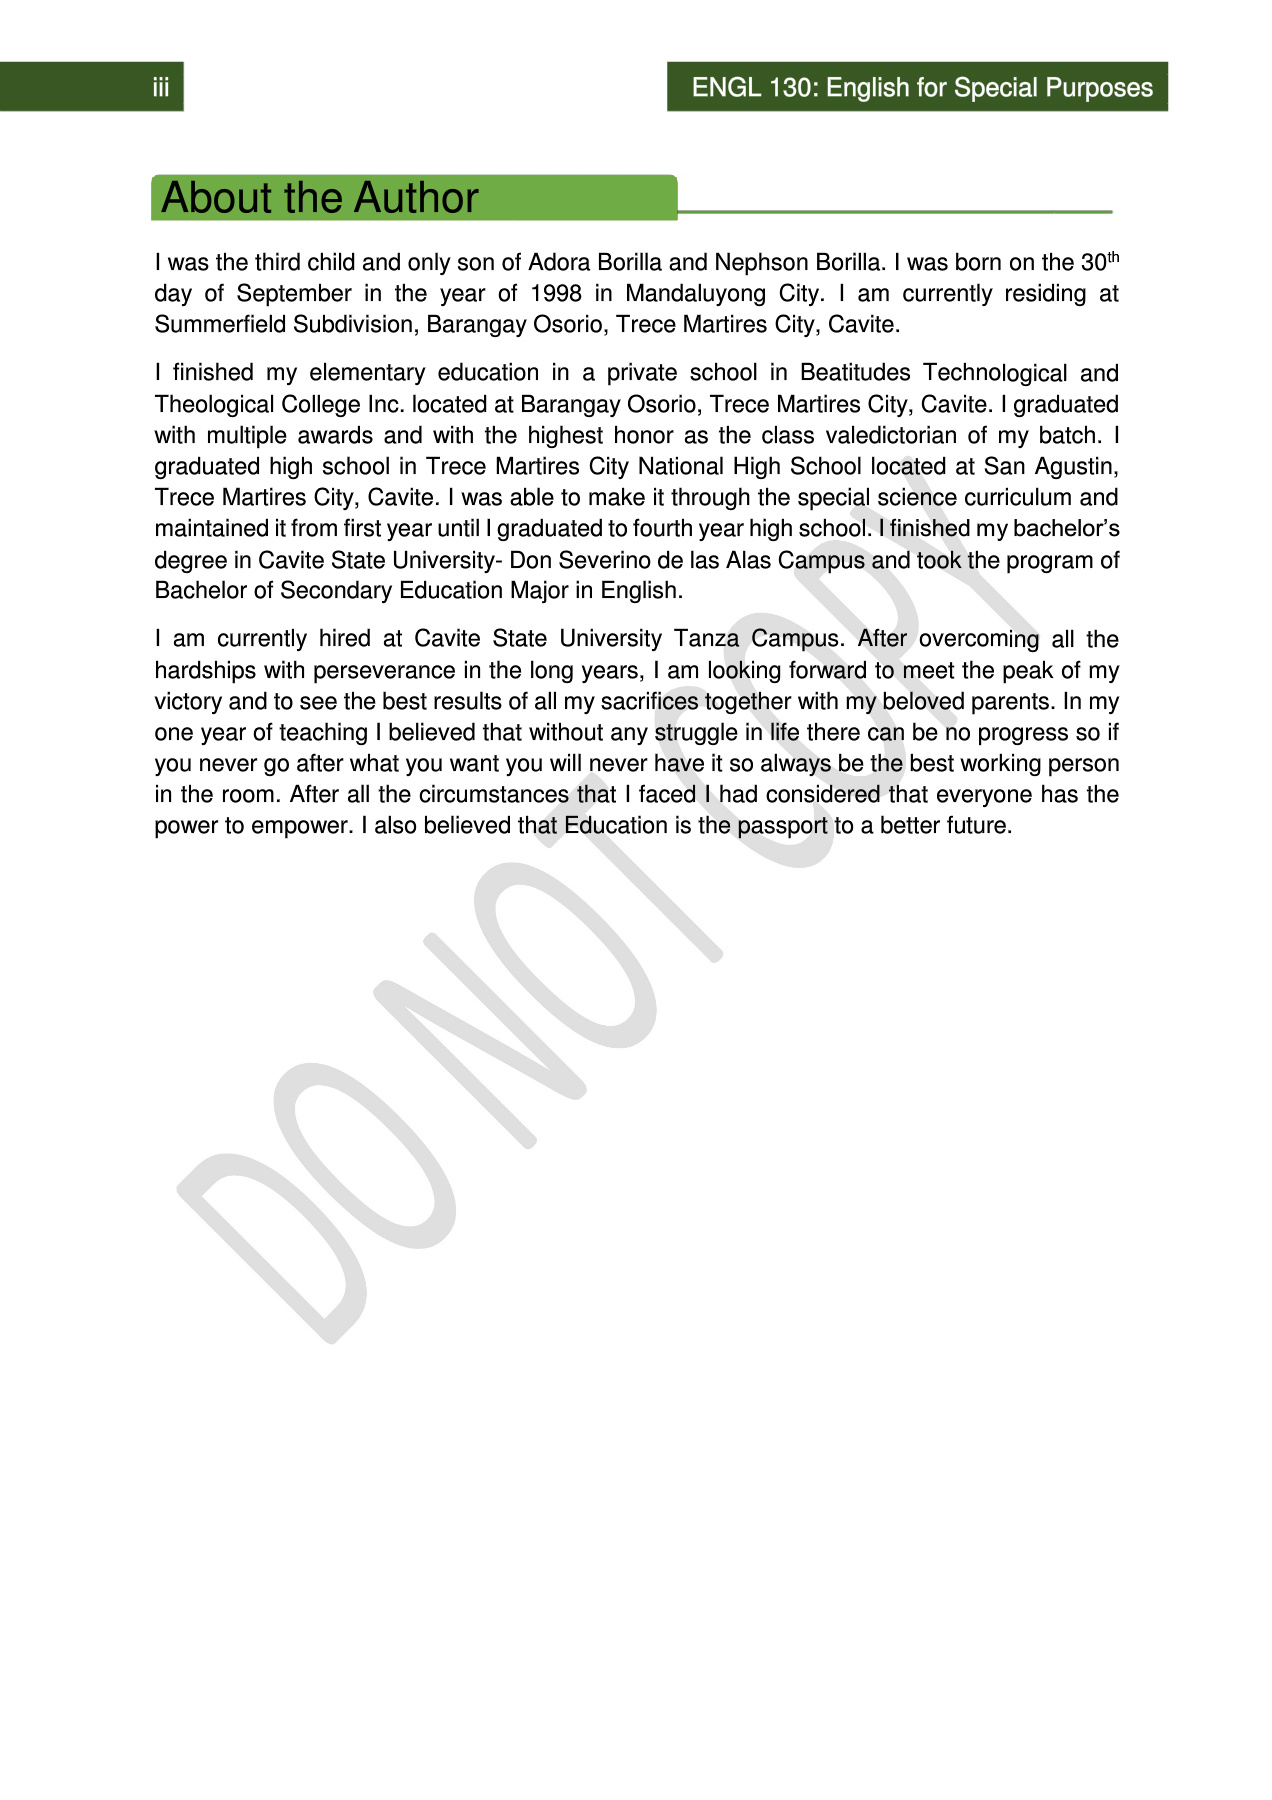 iii
ENGL 130: English for Special Purposes
About the Author
I was the third child and only son of Adora Borilla and Nephson Borilla. I was born on the 30th
day of September in the year of 1998 in Mandaluyong City. I am currently residing at
Summerfield Subdivision, Barangay Osorio, Trece Martires City, Cavite.
I finished my elementary education in a private school in Beatitudes Technological and
Theological College Inc. located at Barangay Osorio, Trece Martires City, Cavite. I graduated
with multiple awards and with the highest honor as the class valedictorian of my batch. I
graduated high school in Trece Martires City National High School located at San Agustin,
Trece Martires City, Cavite. I was able to make it through the special science curriculum and
maintained it from first year until I graduated to fourth year high school. I finished my bachelor’s
degree in Cavite State University- Don Severino de las Alas Campus and took the program of
Bachelor of Secondary Education Major in English.
I am currently hired at Cavite State University Tanza Campus. After overcoming all the
hardships with perseverance in the long years, I am looking forward to meet the peak of my
victory and to see the best results of all my sacrifices together with my beloved parents. In my
one year of teaching I believed that without any struggle in life there can be no progress so if
you never go after what you want you will never have it so always be the best working person
in the room. After all the circumstances that I faced I had considered that everyone has the
power to empower. I also believed that Education is the passport to a better future.
DO NOT COPY